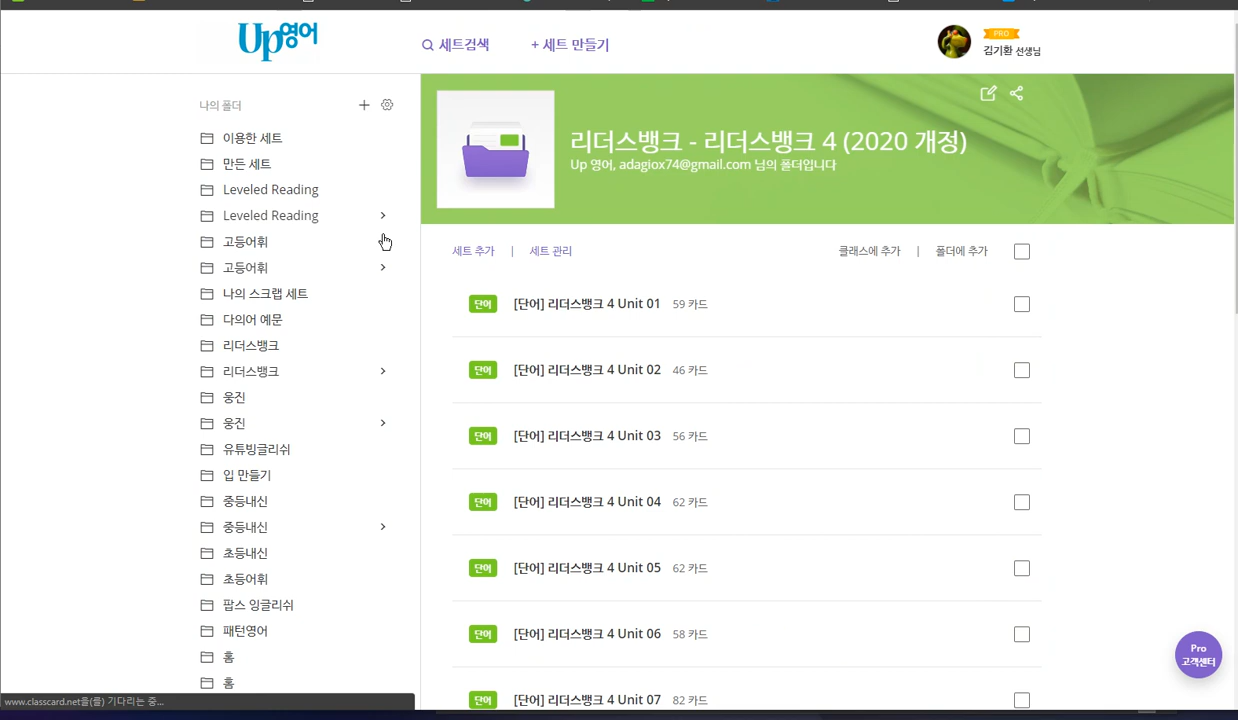 Up영어
세트검색
+ 세트 만들기
PRO
김기환 선생님
나의 폴더
이용한 세트
만든 세트
Leveled Reading
Leveled Reading
고등어휘
고등어휘
나의 스크랩 세트
다의어 예문
리더스뱅크
리더스뱅크
웅진
웅진
유튜빙글리쉬
입 만들기
중등내신
중등내신
초등내신
초등어휘
팝스 잉글리쉬
패턴영어
홈
홈
리더스뱅크 - 리더스뱅크 4 (2020 개정)
Up 영어, adagiox74@gmail.com 님의 폴더입니다
세트 추가 | 세트 관리
클래스에 추가 | 폴더에 추가
단어 [단어] 리더스뱅크 4 Unit 01 59 카드
단어 [단어] 리더스뱅크 4 Unit 02 46 카드
단어 [단어] 리더스뱅크 4 Unit 03 56 카드
단어 [단어] 리더스뱅크 4 Unit 04 62 카드
단어 [단어] 리더스뱅크 4 Unit 05 62 카드
단어 [단어] 리더스뱅크 4 Unit 06 58 카드
단어 [단어] 리더스뱅크 4 Unit 07 82 카드
Pro
고객센터
www.classcard.net을(를) 기다리는 중...